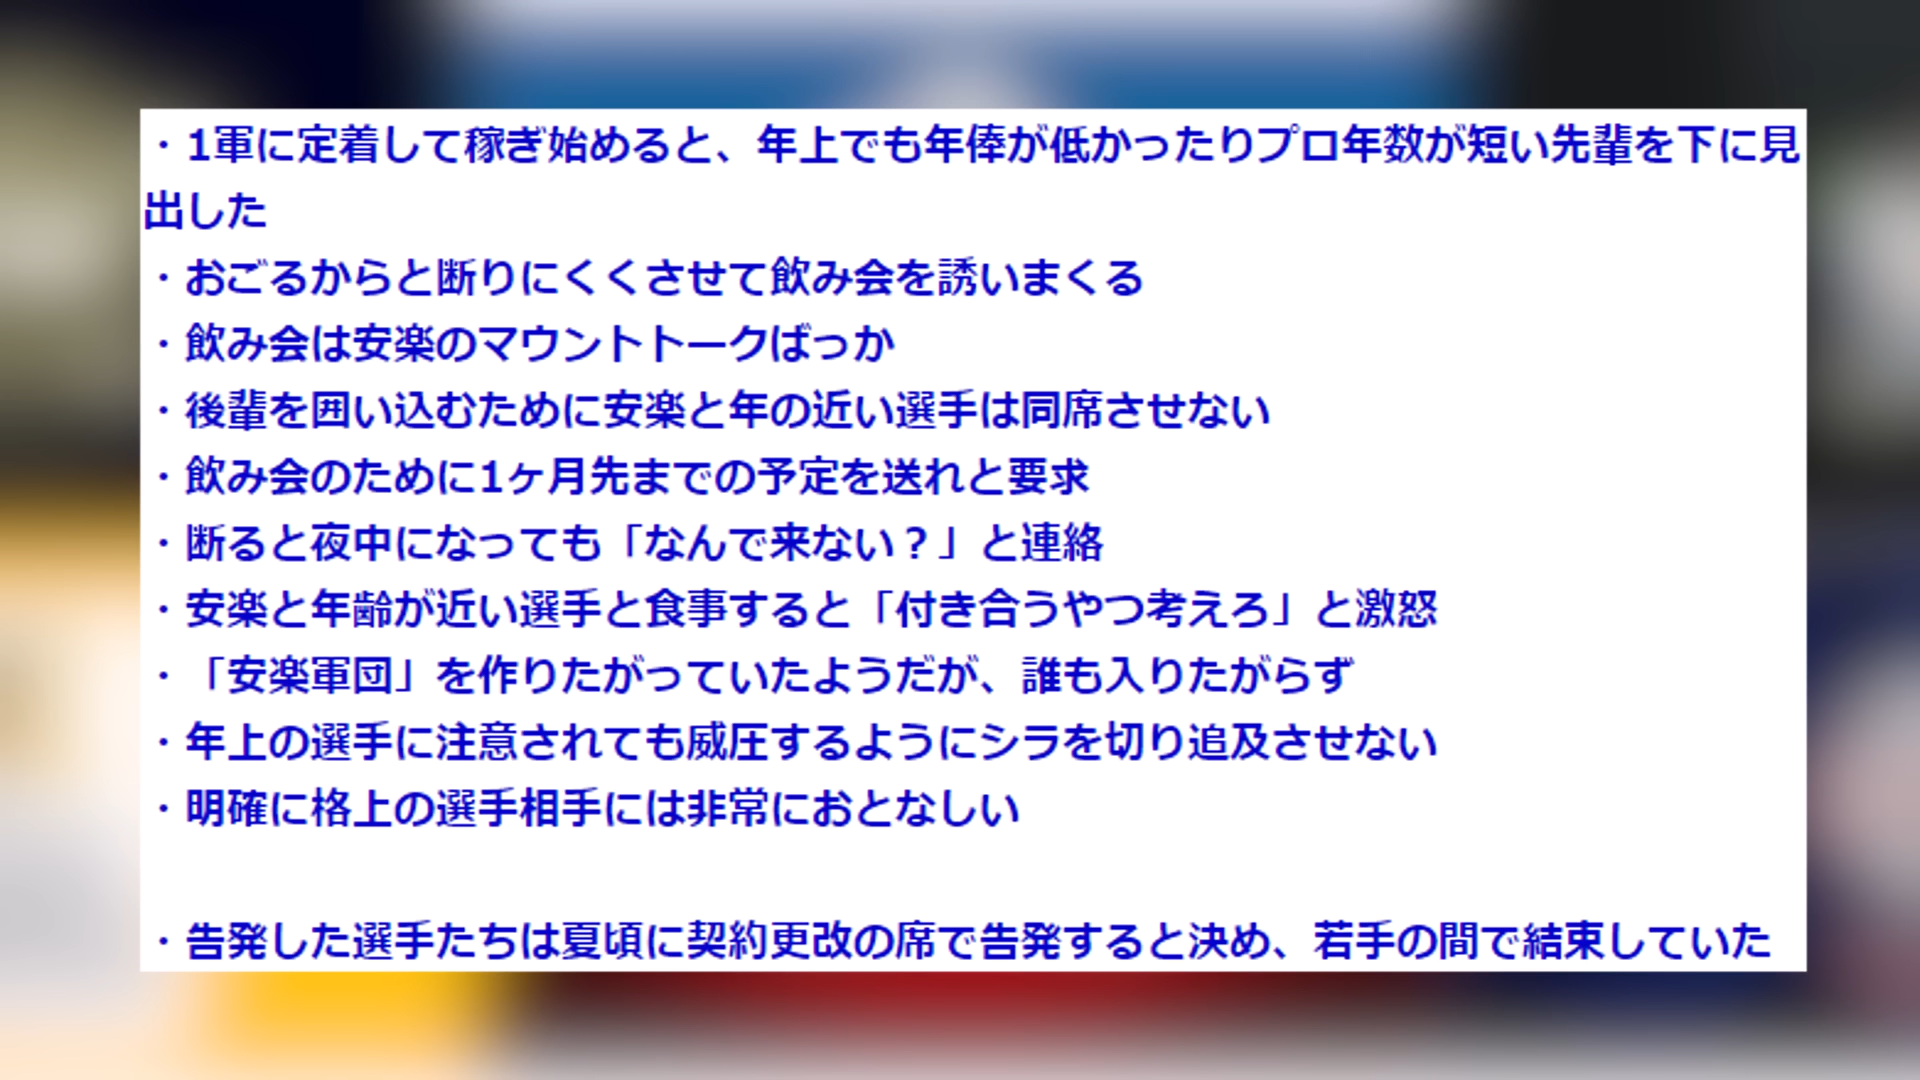 ・1軍に定着して稼ぎ始めると、年上でも年俸が低かったりプロ年数が短い先輩を下に見
出した
・おごるからと断りにくくさせて飲み会を誘いまくる
・飲み会は安楽のマウントトークばっか
・後輩を囲い込むために安楽と年の近い選手は同席させない
・飲み会のために1ヶ月先までの予定を送れと要求
・断ると夜中になっても「なんで来ない？」と連絡
・安楽と年齢が近い選手と食事すると「付き合うやつ考えろ」と激怒
・「安楽軍団」を作りたがっていたようだが、誰も入りたがらず
・年上の選手に注意されても威圧するようにシラを切り追及させない
・明確に格上の選手相手には非常におとなしい
・告発した選手たちは夏頃に契約更改の席で告発すると決め、若手の間で結束していた